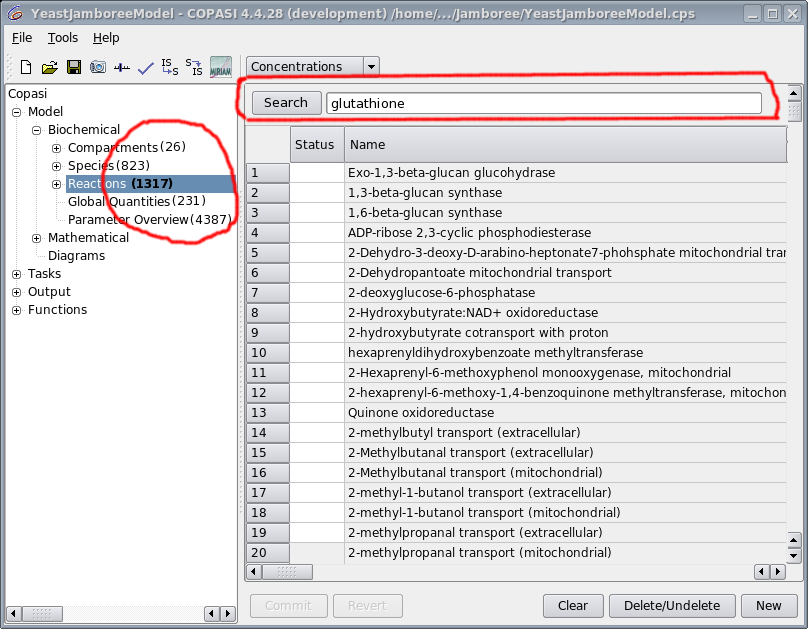 YeastJamboreeModel - COPASI 4.4.28 (development) /home/.../Jamboree/YeastJamboreeModel.cps
File Tools Help
IS S S IS MIRIAM Concentrations
Copasi
Model
Biochemical
Compartments (26)
Species (823)
Reactions (1317)
Global Quantities (231)
Parameter Overview (4387)
Mathematical
Diagrams
Tasks
Output
Functions
Search glutathione
Status Name
1 Exo-1,3-beta-glucan glucohydrase
2 1,3-beta-glucan synthase
3 1,6-beta-glucan synthase
4 ADP-ribose 2,3-cyclic phosphodiesterase
5 2-Dehydro-3-deoxy-D-arabino-heptonate7-phohsphate mitochondrial tra
6 2-Dehydropantoate mitochondrial transport
7 2-deoxyglucose-6-phosphatase
8 2-Hydroxybutyrate:NAD+ oxidoreductase
9 2-hydroxybutyrate cotransport with proton
10 hexaprenyldihydroxybenzoate methyltransferase
11 2-Hexaprenyl-6-methoxyphenol monooxygenase, mitochondrial
12 2-hexaprenyl-6-methoxy-1,4-benzoquinone methyltransferase, mitochon
13 Quinone oxidoreductase
14 2-methylbutyl transport (extracellular)
15 2-Methylbutanal transport (extracellular)
16 2-Methylbutanal transport (mitochondrial)
17 2-methyl-1-butanol transport (extracellular)
18 2-methyl-1-butanol transport (mitochondrial)
19 2-methylpropanal transport (extracellular)
20 2-methylpropanal transport (mitochondrial)
Commit Revert Clear Delete/Undelete New